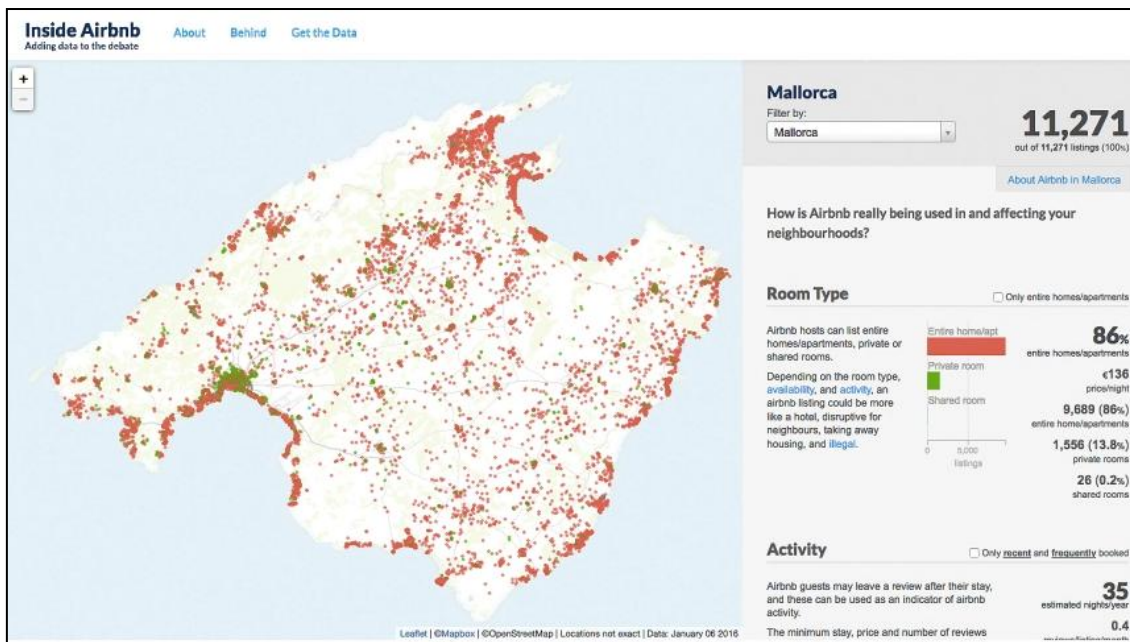 Inside Airbnb
Adding data to the debate
About Behind Get the Data
+
−
Mallorca
Filter by:
Mallorca
11,271
out of 11,271 listings (100%)
About Airbnb in Mallorca
How is Airbnb really being used in and affecting your
neighbourhoods?
Room Type
Only entire homes/apartments
Airbnb hosts can list entire
homes/apartments, private or
shared rooms.
Depending on the room type,
availability, and activity, an
airbnb listing could be more
like a hotel, disruptive for
neighbours, taking away
housing, and illegal.
Entire home/apt
Private room
Shared room
0 5,000
listings
86%
entire homes/apartments
€136
price/night
9,689 (86%)
entire homes/apartments
1,556 (13.8%)
private rooms
26 (0.2%)
shared rooms
Activity
Only recent and frequently booked
Airbnb guests may leave a review after their stay,
and these can be used as an indicator of airbnb
activity.
The minimum stay, price and number of reviews
35
estimated nights/year
0.4
reviews/listing/month
Leaflet | ©Mapbox | ©OpenStreetMap | Locations not exact | Data: January 06 2016